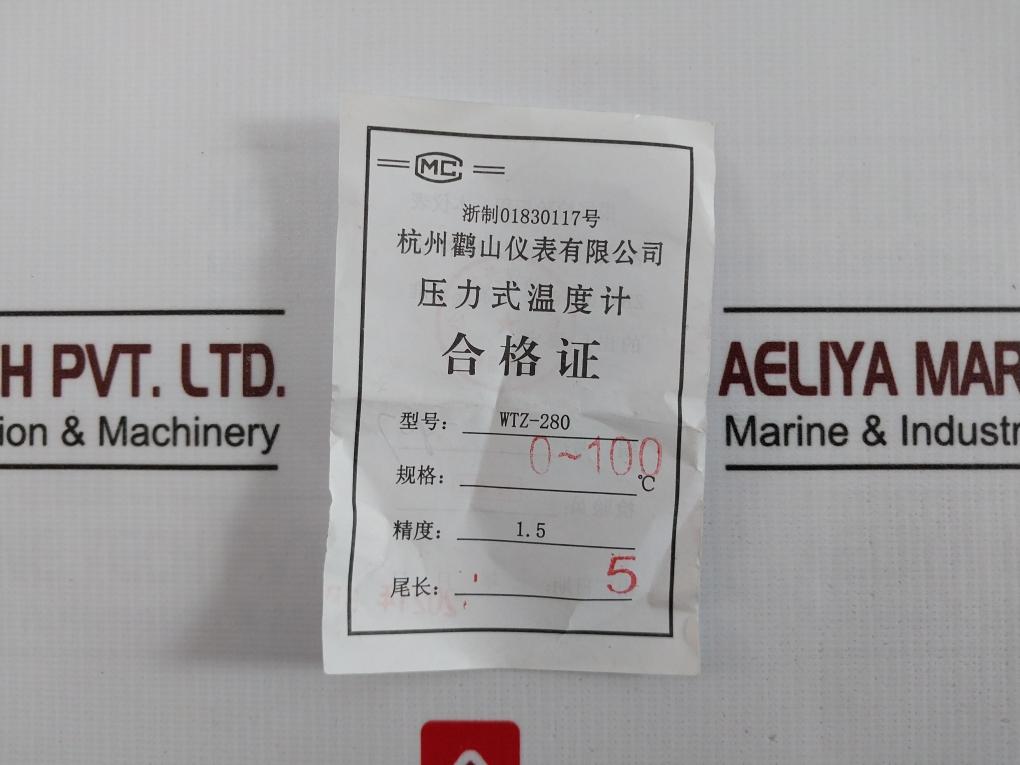 MC
浙制01830117号
杭州鹳山仪表有限公司
压力式温度计
合格证
型号: WTZ-280
规格: 0~100 ℃
精度: 1.5
尾长: 5
H PVT. LTD.
ion & Machinery
AELIYA MAR
Marine & Industr